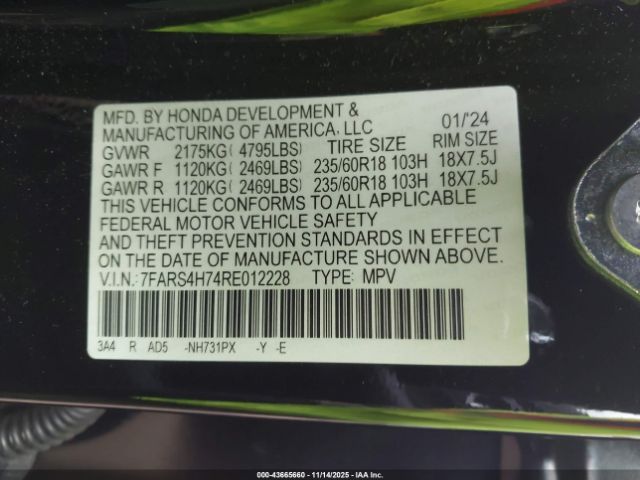 MFD. BY HONDA DEVELOPMENT &
MANUFACTURING OF AMERICA, LLC 01/'24
GVWR 2175KG( 4795LBS) TIRE SIZE RIM SIZE
GAWR F 1120KG( 2469LBS) 235/60R18 103H 18X7.5J
GAWR R 1120KG( 2469LBS) 235/60R18 103H 18X7.5J
THIS VEHICLE CONFORMS TO ALL APPLICABLE
FEDERAL MOTOR VEHICLE SAFETY
AND THEFT PREVENTION STANDARDS IN EFFECT
ON THE DATE OF MANUFACTURE SHOWN ABOVE.
V.I.N.: 7FARS4H74RE012228 TYPE: MPV
3A4 R AD5 -NH731PX -Y -E
000-43665660 - 11/14/2025 - IAA Inc.